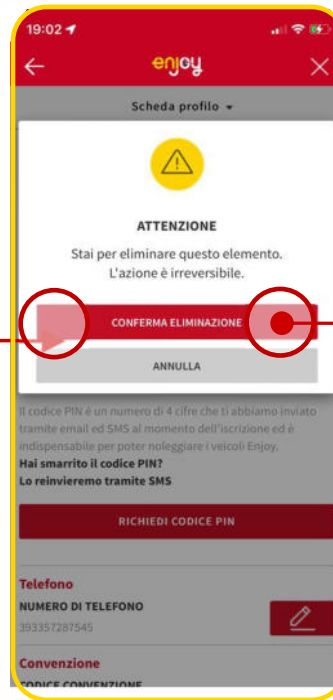 19:02
enjoy
Scheda profilo
ATTENZIONE
Stai per eliminare questo elemento.
L'azione è irreversibile.
CONFERMA ELIMINAZIONE
ANNULLA
Il codice PIN è un numero di 4 cifre che ti abbiamo inviato
tramite email ed SMS al momento dell'iscrizione ed è
indispensabile per poter noleggiare i veicoli Enjoy.
Hai smarrito il codice PIN?
Lo reinvieremo tramite SMS
RICHIEDI CODICE PIN
Telefono
NUMERO DI TELEFONO
393357287545
Convenzione
CODICE CONVENZIONE